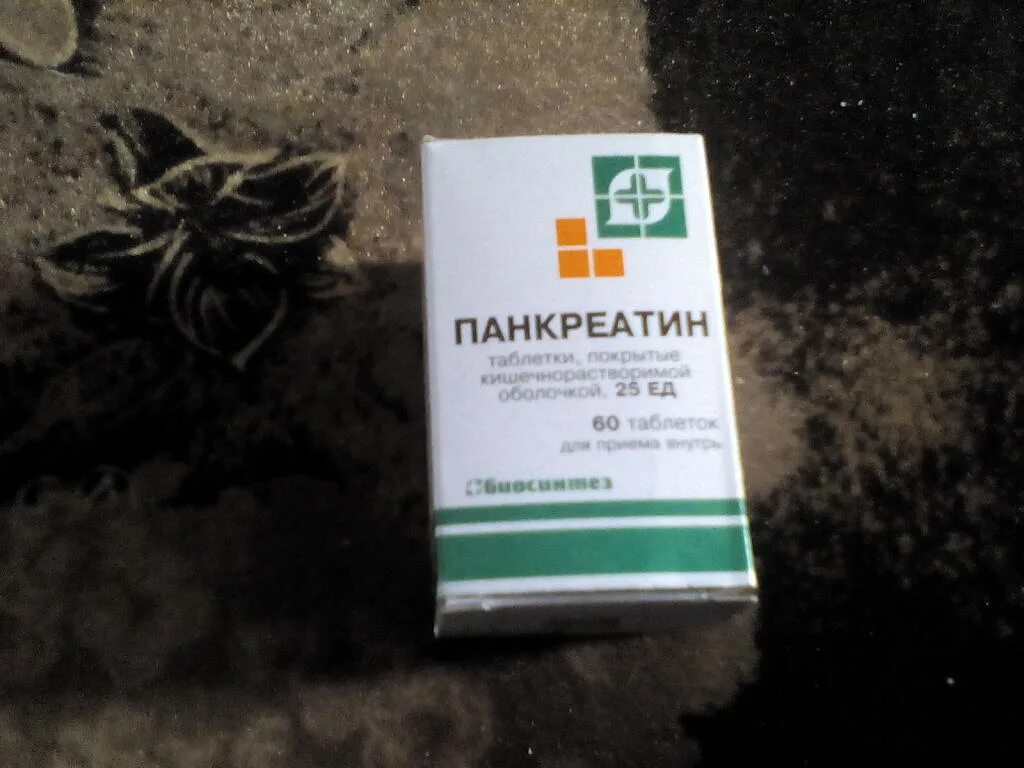 ПАНКРЕАТИН
таблетки, покрытые
кишечнорастворимой
оболочкой, 25 ЕД
60 таблеток
для приема внутрь
биосинтез